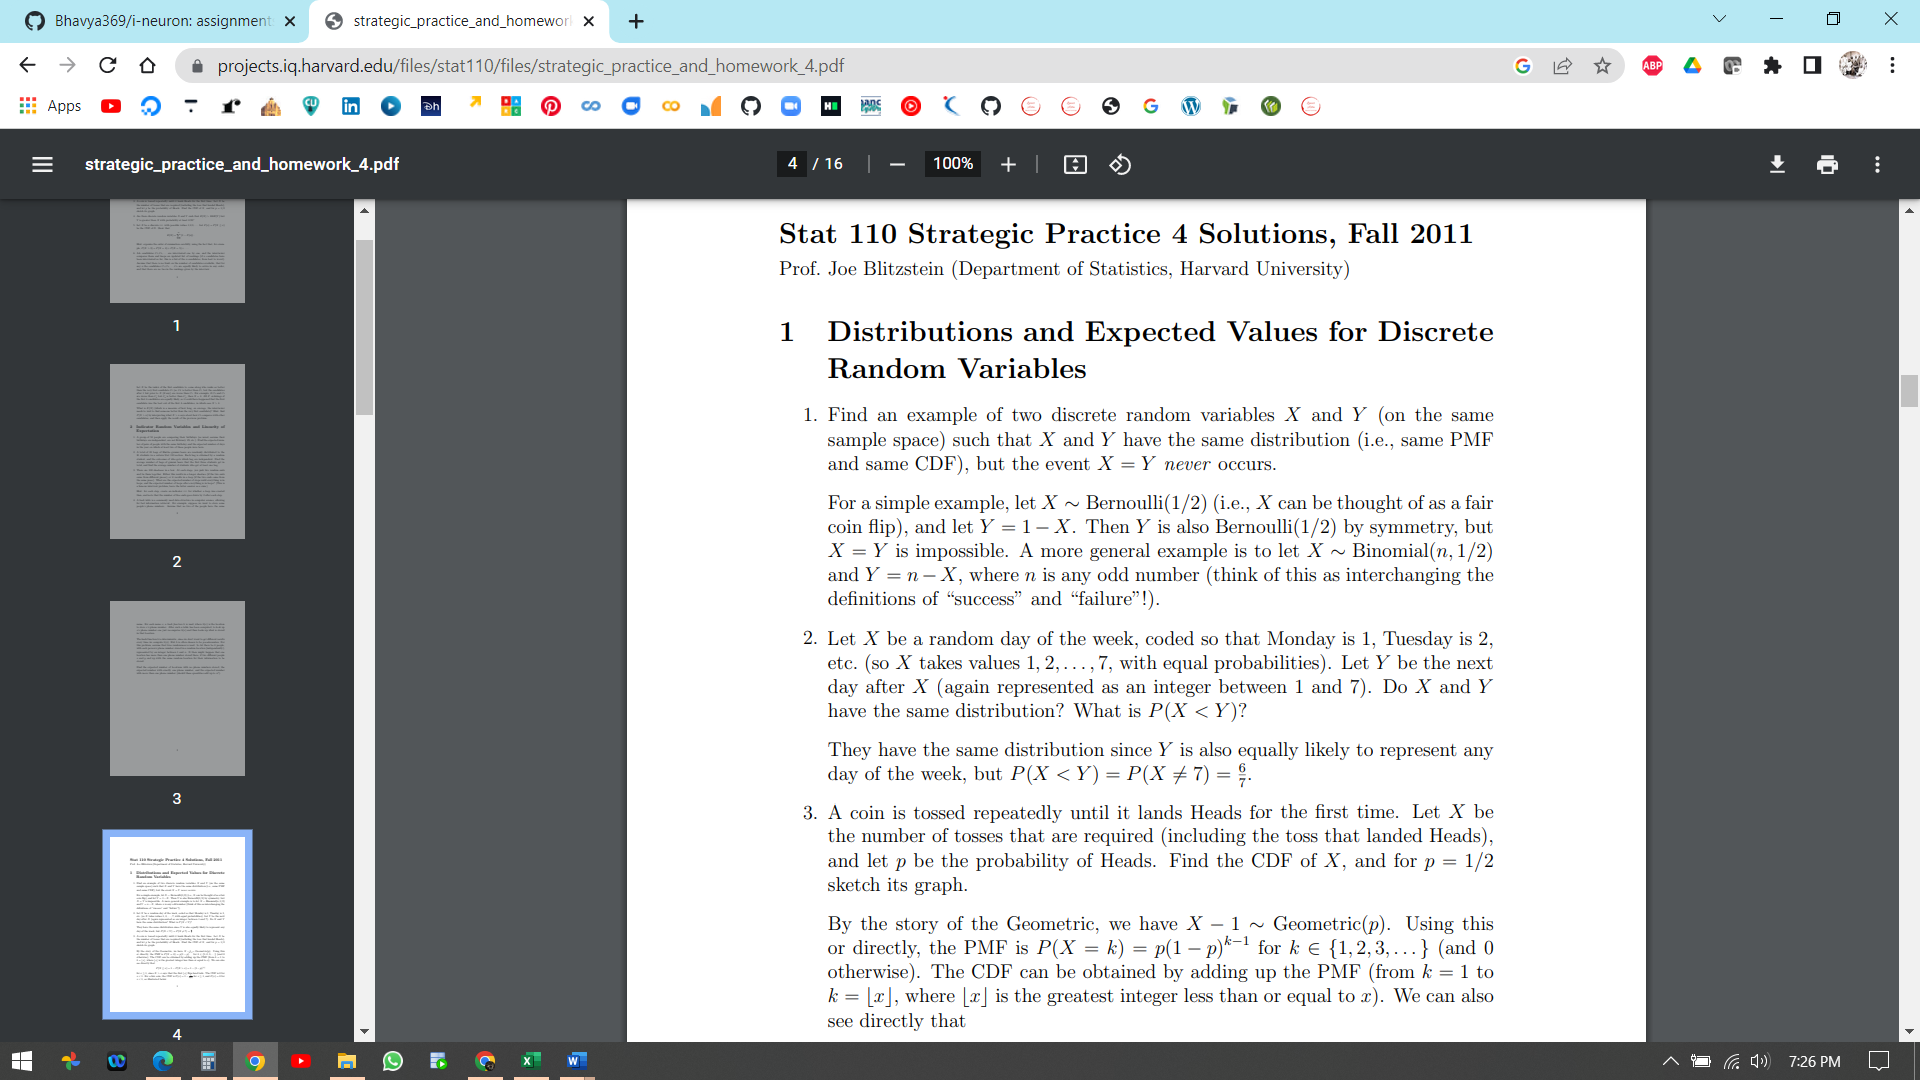 Bhavya369/i-neuron: assignment
strategic_practice_and_homewor
projects.iq.harvard.edu/files/stat110/files/strategic_practice_and_homework_4.pdf
ABP
Apps
strategic_practice_and_homework_4.pdf
4 / 16
100%
1
2
3
4
Stat 110 Strategic Practice 4 Solutions, Fall 2011
Prof. Joe Blitzstein (Department of Statistics, Harvard University)
1 Distributions and Expected Values for Discrete
Random Variables
1. Find an example of two discrete random variables X and Y (on the same
sample space) such that X and Y have the same distribution (i.e., same PMF
and same CDF), but the event X = Y never occurs.
For a simple example, let X ∼ Bernoulli(1/2) (i.e., X can be thought of as a fair
coin flip), and let Y = 1 − X. Then Y is also Bernoulli(1/2) by symmetry, but
X = Y is impossible. A more general example is to let X ∼ Binomial(n, 1/2)
and Y = n − X, where n is any odd number (think of this as interchanging the
definitions of “success” and “failure”!).
2. Let X be a random day of the week, coded so that Monday is 1, Tuesday is 2,
etc. (so X takes values 1, 2, . . . , 7, with equal probabilities). Let Y be the next
day after X (again represented as an integer between 1 and 7). Do X and Y
have the same distribution? What is P(X < Y)?
They have the same distribution since Y is also equally likely to represent any
day of the week, but P(X < Y) = P(X ≠ 7) = 6/7.
3. A coin is tossed repeatedly until it lands Heads for the first time. Let X be
the number of tosses that are required (including the toss that landed Heads),
and let p be the probability of Heads. Find the CDF of X, and for p = 1/2
sketch its graph.
By the story of the Geometric, we have X − 1 ∼ Geometric(p). Using this
or directly, the PMF is P(X = k) = p(1 − p)^{k−1} for k ∈ {1, 2, 3, . . . } (and 0
otherwise). The CDF can be obtained by adding up the PMF (from k = 1 to
k = ⌊x⌋, where ⌊x⌋ is the greatest integer less than or equal to x). We can also
see directly that
7:26 PM